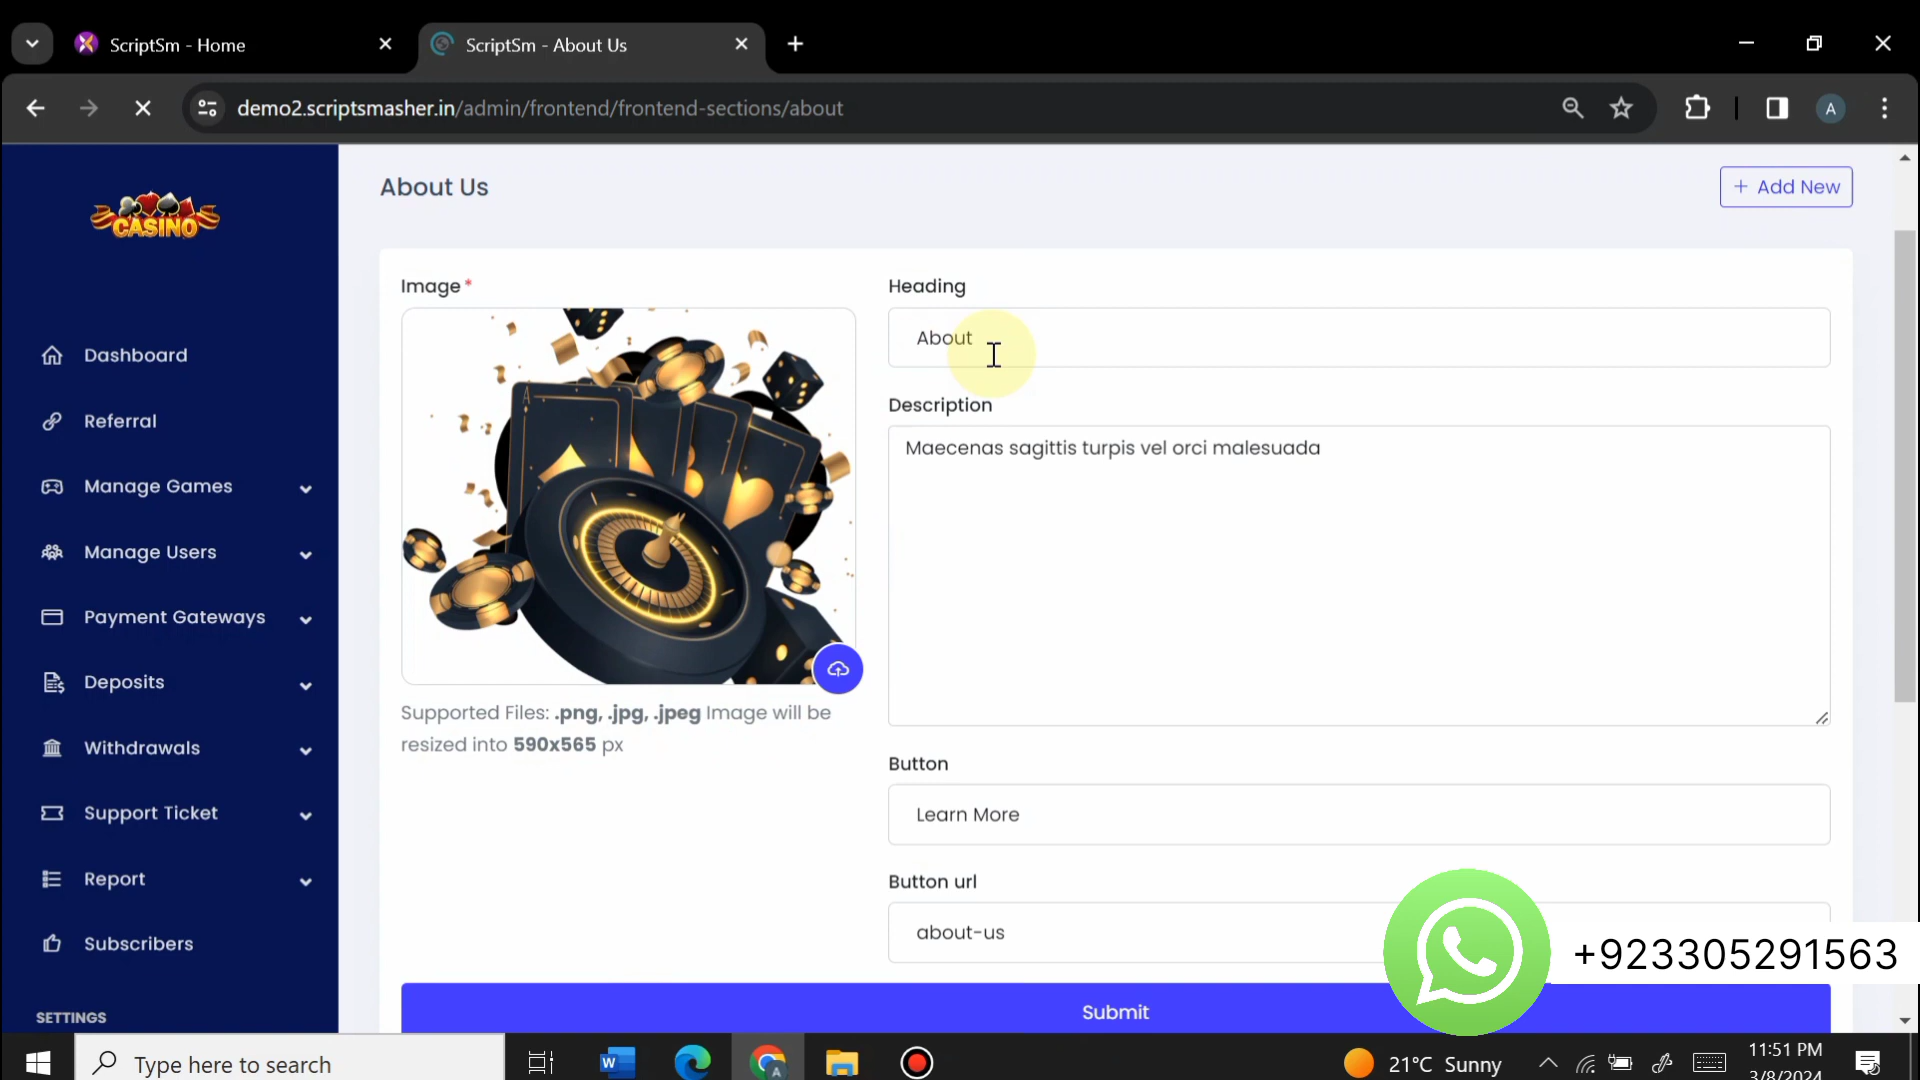 ScriptSm - Home
ScriptSm - About Us
demo2.scriptsmasher.in/admin/frontend/frontend-sections/about
A
CASINO
About Us
+ Add New
Dashboard
Referral
Manage Games
Manage Users
Payment Gateways
Deposits
Withdrawals
Support Ticket
Report
Subscribers
SETTINGS
Image *
Supported Files: .png, .jpg, .jpeg Image will be
resized into 590x565 px
Heading
About
Description
Maecenas sagittis turpis vel orci malesuada
Button
Learn More
Button url
about-us
Submit
+923305291563
Type here to search
W
A
21°C Sunny
11:51 PM
3/8/2024